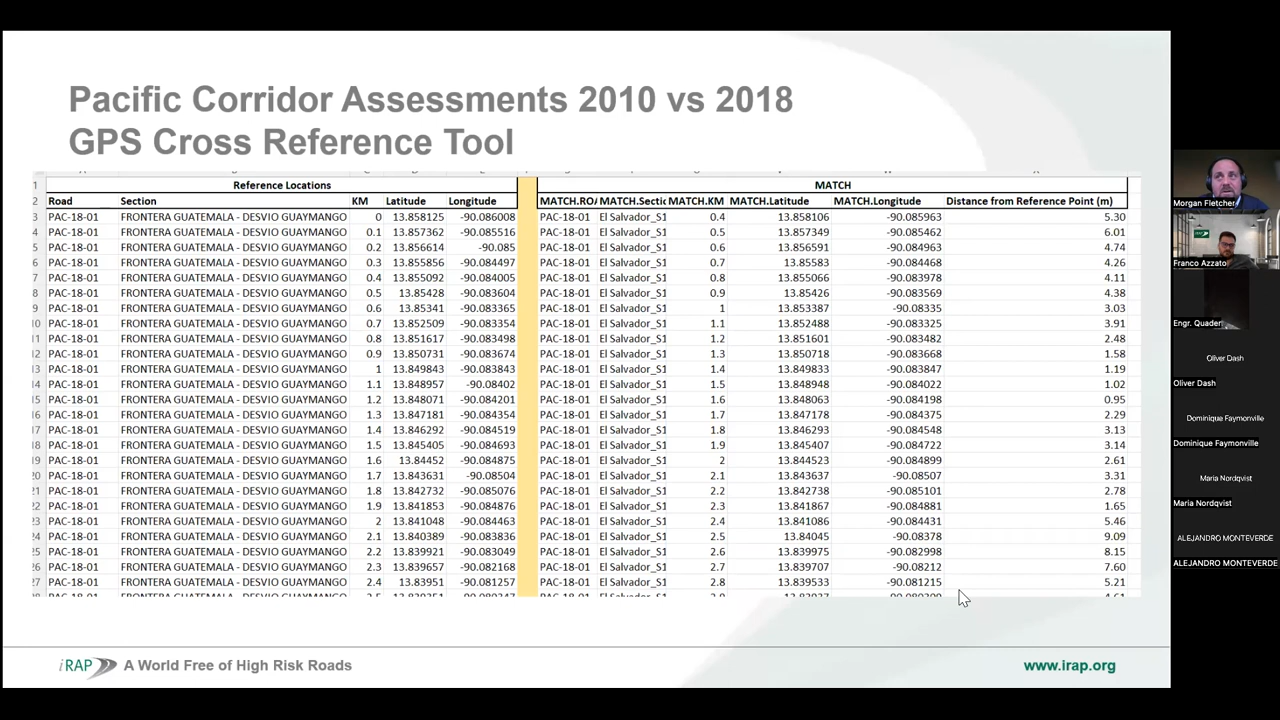 Pacific Corridor Assessments 2010 vs 2018
GPS Cross Reference Tool
1 Reference Locations MATCH
2 Road Section KM Latitude Longitude MATCH.ROA MATCH.Sectic MATCH.KM MATCH.Latitude MATCH.Longitude Distance from Reference Point (m)
3 PAC-18-01 FRONTERA GUATEMALA - DESVIO GUAYMANGO 0 13.858125 -90.086008 PAC-18-01 El Salvador_S1 0.4 13.858106 -90.085963 5.30
4 PAC-18-01 FRONTERA GUATEMALA - DESVIO GUAYMANGO 0.1 13.857362 -90.085516 PAC-18-01 El Salvador_S1 0.5 13.857349 -90.085462 6.01
5 PAC-18-01 FRONTERA GUATEMALA - DESVIO GUAYMANGO 0.2 13.856614 -90.085 PAC-18-01 El Salvador_S1 0.6 13.856591 -90.084963 4.74
6 PAC-18-01 FRONTERA GUATEMALA - DESVIO GUAYMANGO 0.3 13.855856 -90.084497 PAC-18-01 El Salvador_S1 0.7 13.85583 -90.084468 4.26
7 PAC-18-01 FRONTERA GUATEMALA - DESVIO GUAYMANGO 0.4 13.855092 -90.084005 PAC-18-01 El Salvador_S1 0.8 13.855066 -90.083978 4.11
8 PAC-18-01 FRONTERA GUATEMALA - DESVIO GUAYMANGO 0.5 13.85428 -90.083604 PAC-18-01 El Salvador_S1 0.9 13.85426 -90.083569 4.38
9 PAC-18-01 FRONTERA GUATEMALA - DESVIO GUAYMANGO 0.6 13.85341 -90.083365 PAC-18-01 El Salvador_S1 1 13.853387 -90.08335 3.03
10 PAC-18-01 FRONTERA GUATEMALA - DESVIO GUAYMANGO 0.7 13.852509 -90.083354 PAC-18-01 El Salvador_S1 1.1 13.852488 -90.083325 3.91
11 PAC-18-01 FRONTERA GUATEMALA - DESVIO GUAYMANGO 0.8 13.851617 -90.083498 PAC-18-01 El Salvador_S1 1.2 13.851601 -90.083482 2.48
12 PAC-18-01 FRONTERA GUATEMALA - DESVIO GUAYMANGO 0.9 13.850731 -90.083674 PAC-18-01 El Salvador_S1 1.3 13.850718 -90.083668 1.58
13 PAC-18-01 FRONTERA GUATEMALA - DESVIO GUAYMANGO 1 13.849843 -90.083843 PAC-18-01 El Salvador_S1 1.4 13.849833 -90.083847 1.19
14 PAC-18-01 FRONTERA GUATEMALA - DESVIO GUAYMANGO 1.1 13.848957 -90.08402 PAC-18-01 El Salvador_S1 1.5 13.848948 -90.084022 1.02
15 PAC-18-01 FRONTERA GUATEMALA - DESVIO GUAYMANGO 1.2 13.848071 -90.084201 PAC-18-01 El Salvador_S1 1.6 13.848063 -90.084198 0.95
16 PAC-18-01 FRONTERA GUATEMALA - DESVIO GUAYMANGO 1.3 13.847181 -90.084354 PAC-18-01 El Salvador_S1 1.7 13.847178 -90.084375 2.29
17 PAC-18-01 FRONTERA GUATEMALA - DESVIO GUAYMANGO 1.4 13.846292 -90.084519 PAC-18-01 El Salvador_S1 1.8 13.846293 -90.084548 3.13
18 PAC-18-01 FRONTERA GUATEMALA - DESVIO GUAYMANGO 1.5 13.845405 -90.084693 PAC-18-01 El Salvador_S1 1.9 13.845407 -90.084722 3.14
19 PAC-18-01 FRONTERA GUATEMALA - DESVIO GUAYMANGO 1.6 13.84452 -90.084875 PAC-18-01 El Salvador_S1 2 13.844523 -90.084899 2.61
20 PAC-18-01 FRONTERA GUATEMALA - DESVIO GUAYMANGO 1.7 13.843631 -90.08504 PAC-18-01 El Salvador_S1 2.1 13.843637 -90.08507 3.31
21 PAC-18-01 FRONTERA GUATEMALA - DESVIO GUAYMANGO 1.8 13.842732 -90.085076 PAC-18-01 El Salvador_S1 2.2 13.842738 -90.085101 2.78
22 PAC-18-01 FRONTERA GUATEMALA - DESVIO GUAYMANGO 1.9 13.841853 -90.084876 PAC-18-01 El Salvador_S1 2.3 13.841867 -90.084881 1.65
23 PAC-18-01 FRONTERA GUATEMALA - DESVIO GUAYMANGO 2 13.841048 -90.084463 PAC-18-01 El Salvador_S1 2.4 13.841086 -90.084431 5.46
24 PAC-18-01 FRONTERA GUATEMALA - DESVIO GUAYMANGO 2.1 13.840389 -90.083836 PAC-18-01 El Salvador_S1 2.5 13.84045 -90.08378 9.09
25 PAC-18-01 FRONTERA GUATEMALA - DESVIO GUAYMANGO 2.2 13.839921 -90.083049 PAC-18-01 El Salvador_S1 2.6 13.839975 -90.082998 8.15
26 PAC-18-01 FRONTERA GUATEMALA - DESVIO GUAYMANGO 2.3 13.839657 -90.082168 PAC-18-01 El Salvador_S1 2.7 13.839707 -90.08212 7.60
27 PAC-18-01 FRONTERA GUATEMALA - DESVIO GUAYMANGO 2.4 13.83951 -90.081257 PAC-18-01 El Salvador_S1 2.8 13.839533 -90.081215 5.21
iRAP A World Free of High Risk Roads
www.irap.org
Morgan Fletcher
Franco Azzato
Engr. Quader
Oliver Dash
Oliver Dash
Dominique Faymonville
Dominique Faymonville
Maria Nordqvist
Maria Nordqvist
ALEJANDRO MONTEVERDE
ALEJANDRO MONTEVERDE